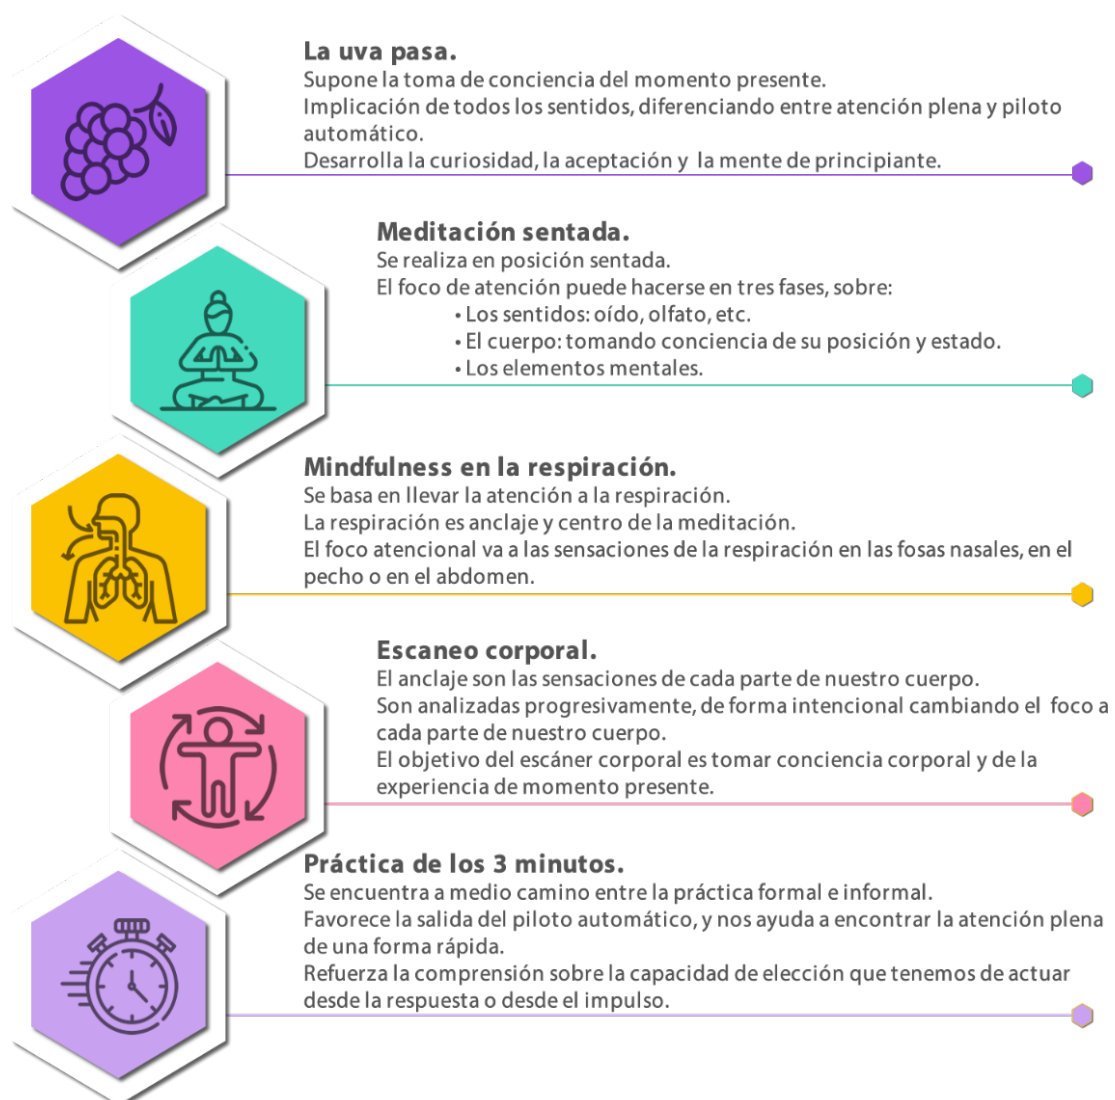 La uva pasa.
Supone la toma de conciencia del momento presente.
Implicación de todos los sentidos, diferenciando entre atención plena y piloto
automático.
Desarrolla la curiosidad, la aceptación y la mente de principiante.
Meditación sentada.
Se realiza en posición sentada.
El foco de atención puede hacerse en tres fases, sobre:
• Los sentidos: oído, olfato, etc.
• El cuerpo: tomando conciencia de su posición y estado.
• Los elementos mentales.
Mindfulness en la respiración.
Se basa en llevar la atención a la respiración.
La respiración es anclaje y centro de la meditación.
El foco atencional va a las sensaciones de la respiración en las fosas nasales, en el
pecho o en el abdomen.
Escaneo corporal.
El anclaje son las sensaciones de cada parte de nuestro cuerpo.
Son analizadas progresivamente, de forma intencional cambiando el foco a
cada parte de nuestro cuerpo.
El objetivo del escáner corporal es tomar conciencia corporal y de la
experiencia de momento presente.
Práctica de los 3 minutos.
Se encuentra a medio camino entre la práctica formal e informal.
Favorece la salida del piloto automático, y nos ayuda a encontrar la atención plena
de una forma rápida.
Refuerza la comprensión sobre la capacidad de elección que tenemos de actuar
desde la respuesta o desde el impulso.